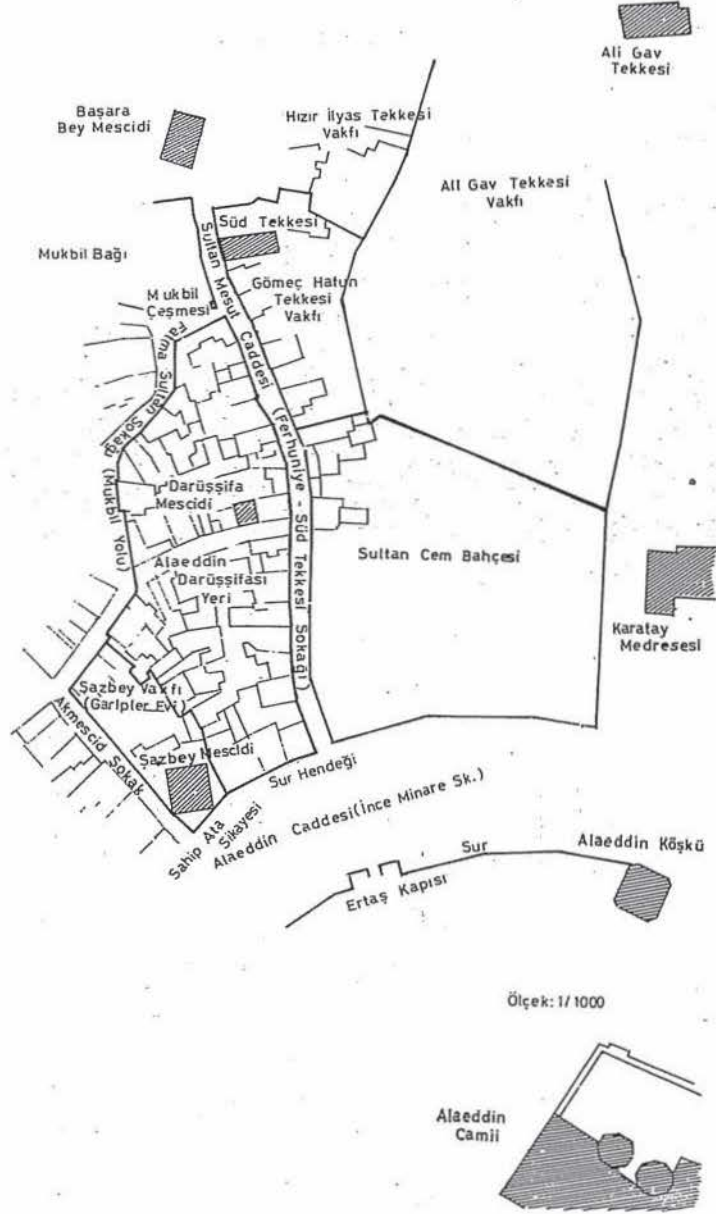 Ali Gav
Tekkesi
Başara
Bey Mescidi
Hızır İlyas Tekkesi
Vakfı
Ali Gav Tekkesi
Vakfı
Süd Tekkesi
Mukbil Bağı
Gömeç Hatun
Tekkesi
Vakfı
Mukbil
Çeşmesi
Sultan Mesut Caddesi (Ferhuniye - Süd Tekkesi Sokağı)
Fatma Sultan Sokağı (Mukbil Yolu)
Darüşşifa
Mescidi
Sultan Cem Bahçesi
Alaeddin
Darüşşifası
Yeri
Karatay
Medresesi
Şazbey Vakfı
(Garipler Evi)
Akmescid Sokak
Şazbey Mescidi
Sur Hendeği
Sahip Ata
Sikayesi
Alaeddin Caddesi (İnce Minare Sk.)
Sur
Alaeddin Köşkü
Ertaş Kapısı
Ölçek: 1/1000
Alaeddin
Camii